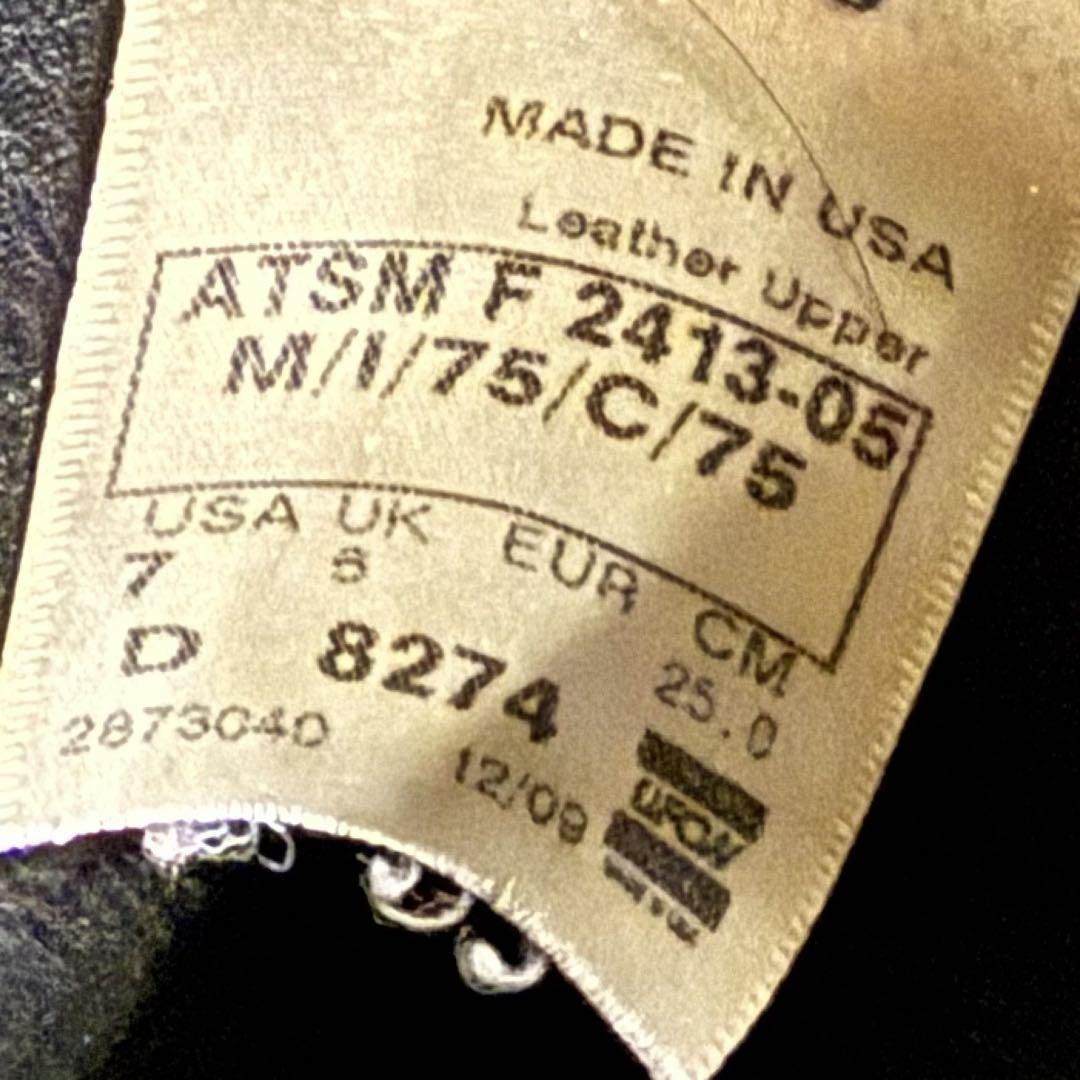 MADE IN USA
Leather Upper
ATSM F 2413-05
M/I/75/C/75
USA UK EUR CM
7 6 25.0
D 8274
2873040 12/09
UFCW